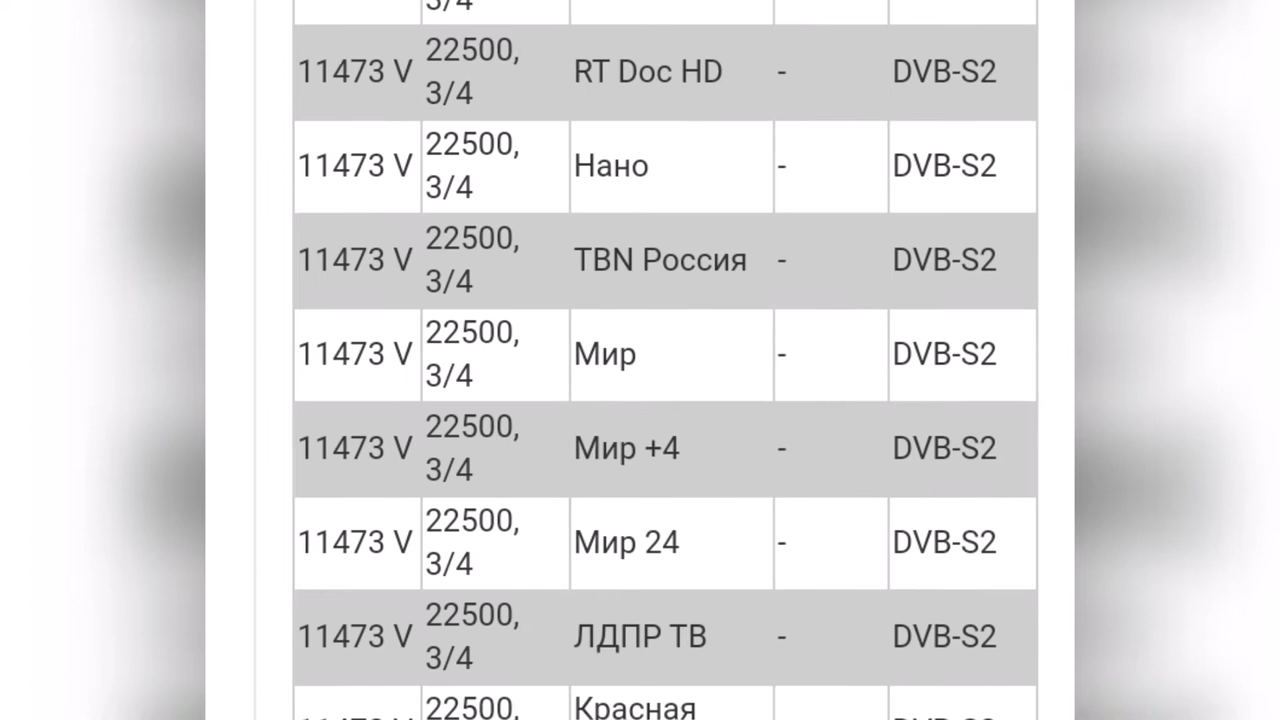 3/4
11473 V 22500, 3/4 RT Doc HD - DVB-S2
11473 V 22500, 3/4 Нано - DVB-S2
11473 V 22500, 3/4 TBN Россия - DVB-S2
11473 V 22500, 3/4 Мир - DVB-S2
11473 V 22500, 3/4 Мир +4 - DVB-S2
11473 V 22500, 3/4 Мир 24 - DVB-S2
11473 V 22500, 3/4 ЛДПР ТВ - DVB-S2
22500, Красная